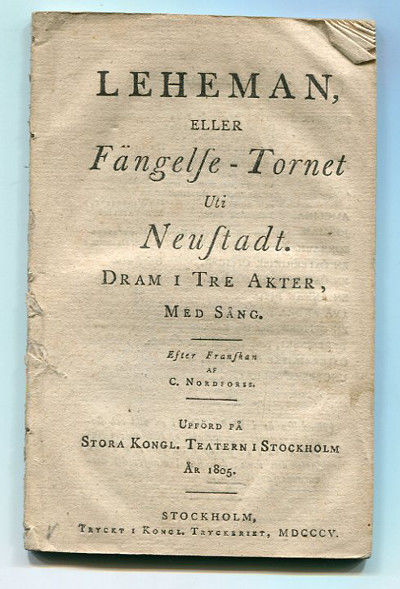 LEHEMAN,
ELLER
Fängelſe - Tornet
Uti
Neuſtadt.
DRAM I TRE AKTER,
MED SÅNG.
Efter Franſkan
AF
C. NORDFORSS.
UPFÖRD PÅ
STORA KONGL. TEATERN I STOCKHOLM
ÅR 1805.
STOCKHOLM,
TRYCKT I KONGL. TRYCKERIET, MDCCCV.